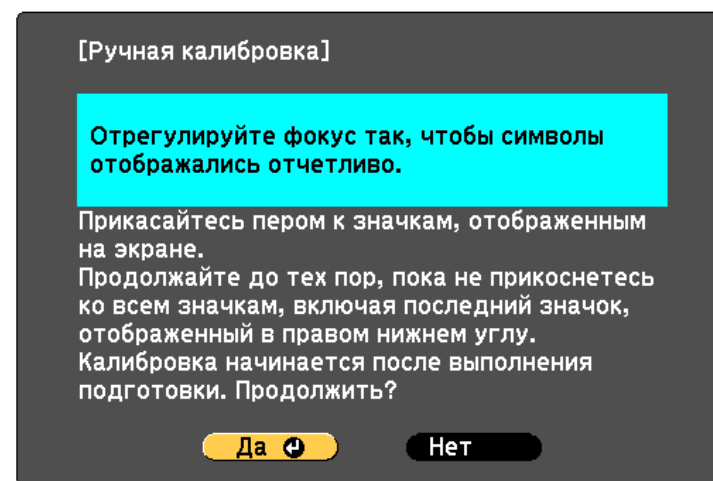 [Ручная калибровка]
Отрегулируйте фокус так, чтобы символы
отображались отчетливо.
Прикасайтесь пером к значкам, отображенным
на экране.
Продолжайте до тех пор, пока не прикоснетесь
ко всем значкам, включая последний значок,
отображенный в правом нижнем углу.
Калибровка начинается после выполнения
подготовки. Продолжить?
Да Нет